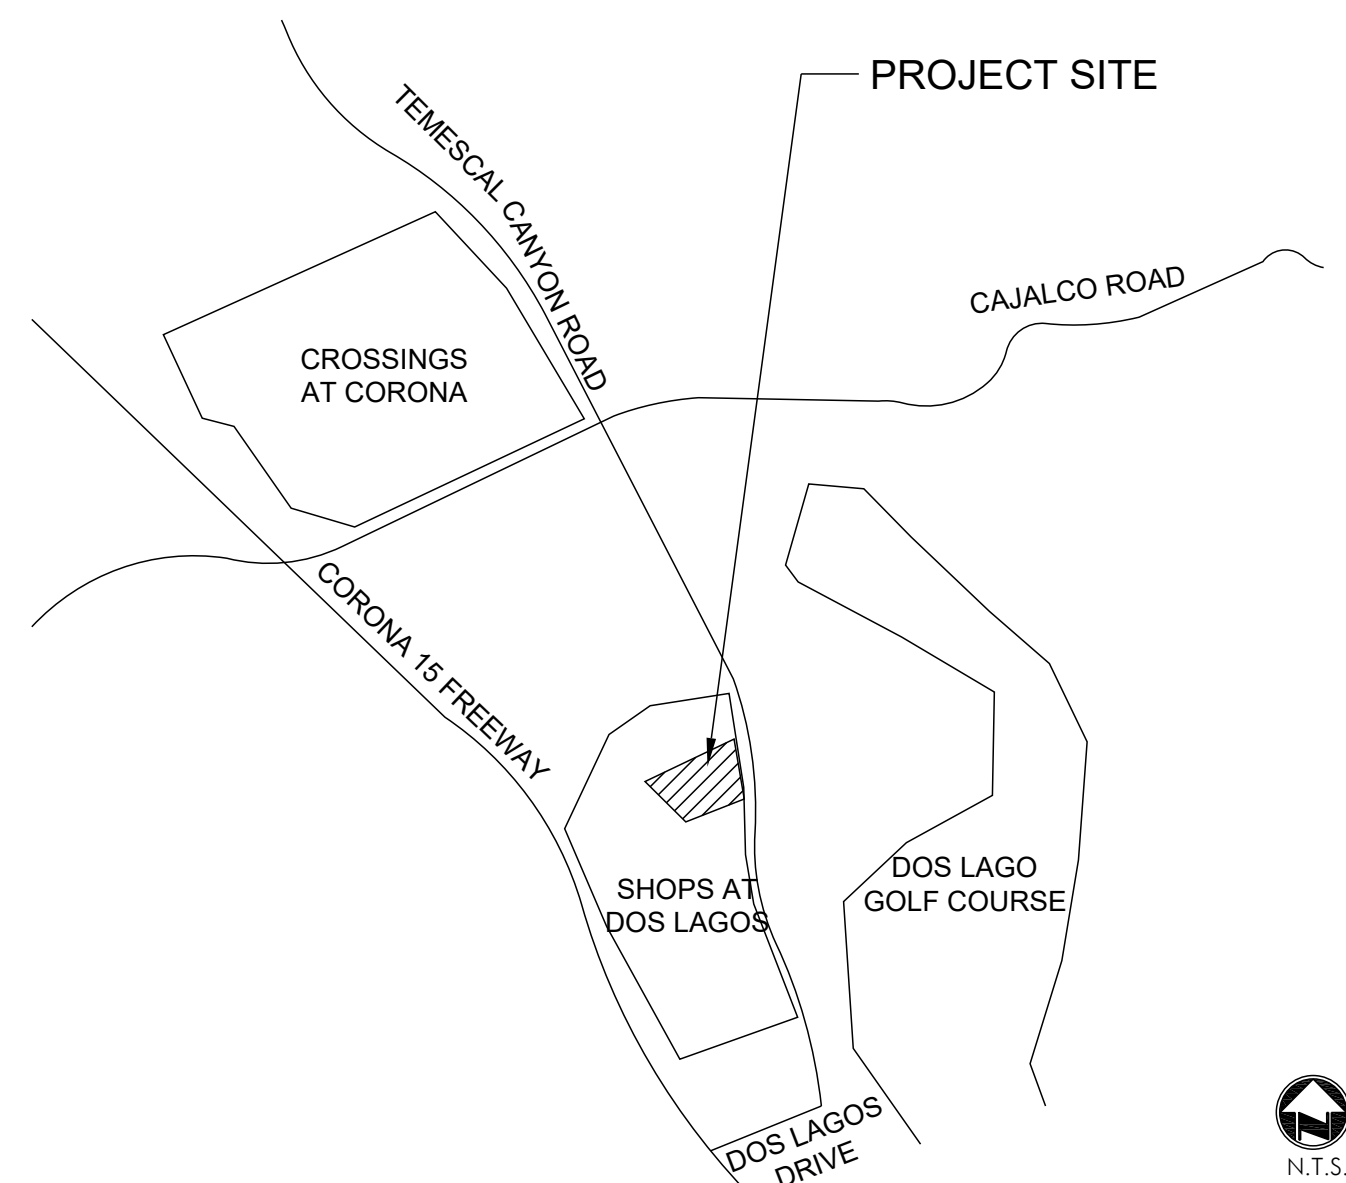 PROJECT SITE
TEMESCAL CANYON ROAD
CAJALCO ROAD
CROSSINGS
AT CORONA
CORONA 15 FREEWAY
SHOPS AT
DOS LAGOS
DOS LAGO
GOLF COURSE
DOS LAGOS
DRIVE
N
N.T.S.